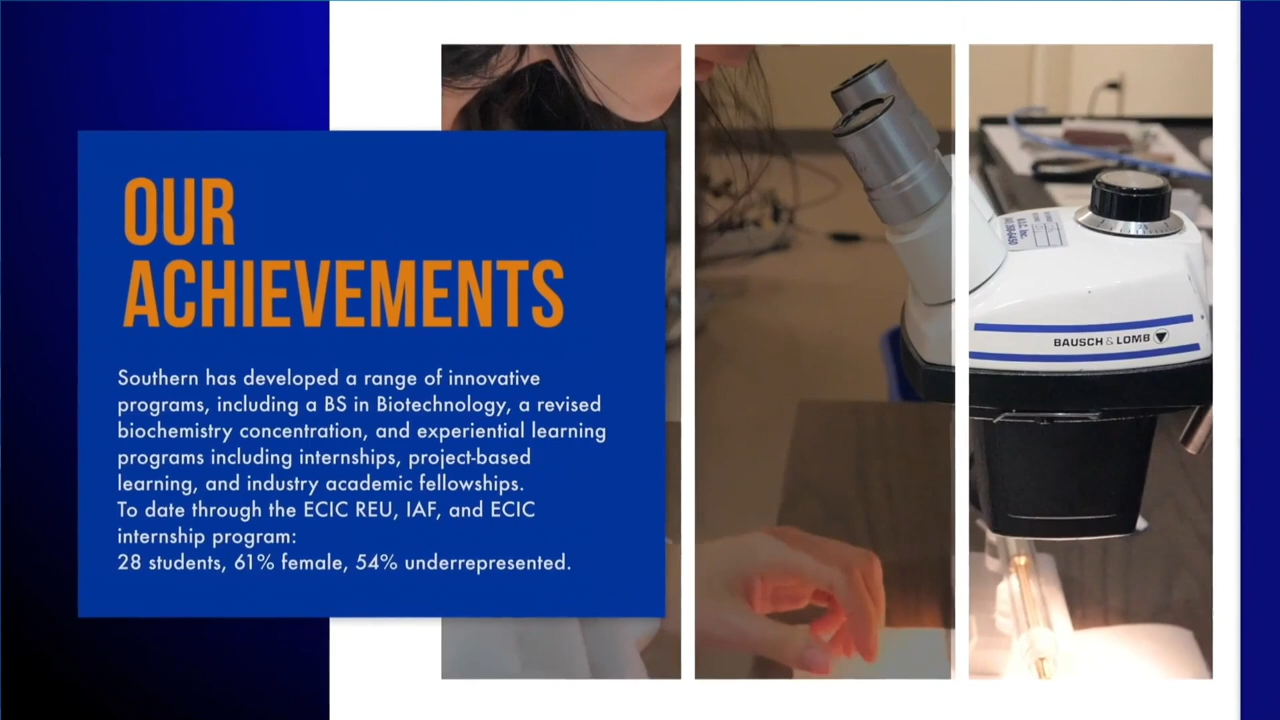 OUR
ACHIEVEMENTS
Southern has developed a range of innovative
programs, including a BS in Biotechnology, a revised
biochemistry concentration, and experiential learning
programs including internships, project-based
learning, and industry academic fellowships.
To date through the ECIC REU, IAF, and ECIC
internship program:
28 students, 61% female, 54% underrepresented.
BAUSCH & LOMB